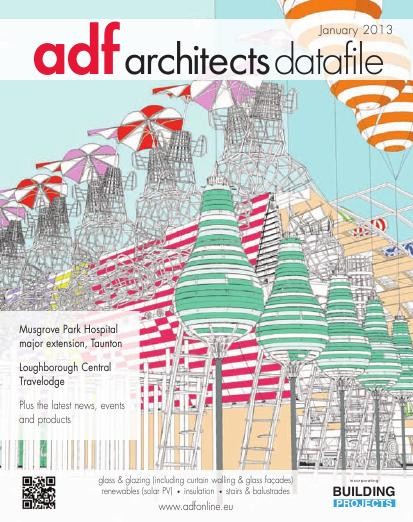 January 2013
adf architects datafile
Musgrove Park Hospital
major extension, Taunton
Loughborough Central
Travelodge
Plus the latest news, events
and products
glass & glazing (including curtain walling & glass façades)
renewables (solar PV) • insulation • stairs & balustrades
www.adfonline.eu
incorporating
BUILDING
PROJECTS